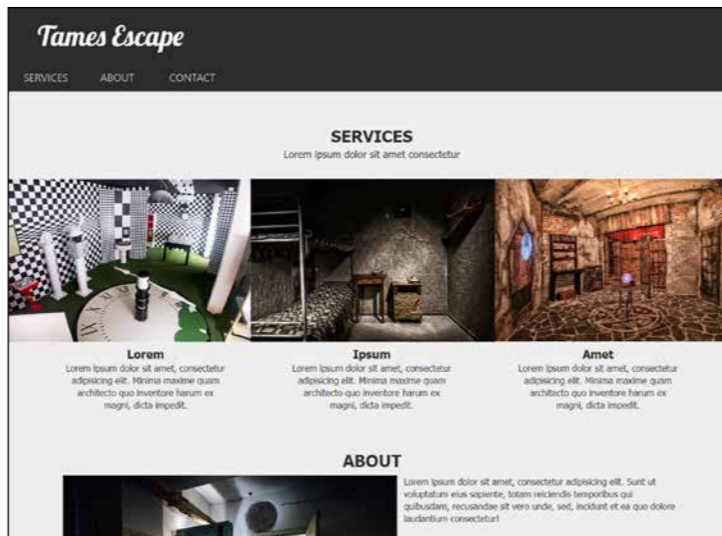 Tames Escape
SERVICES ABOUT CONTACT
SERVICES
Lorem ipsum dolor sit amet consectetur
Lorem
Lorem ipsum dolor sit amet, consectetur
adipisicing elit. Minima maxime quam
architecto quo inventore harum ex
magni, dicta impedit.
Ipsum
Lorem ipsum dolor sit amet, consectetur
adipisicing elit. Minima maxime quam
architecto quo inventore harum ex
magni, dicta impedit.
Amet
Lorem ipsum dolor sit amet, consectetur
adipisicing elit. Minima maxime quam
architecto quo inventore harum ex
magni, dicta impedit.
ABOUT
Lorem ipsum dolor sit amet, consectetur adipisicing elit. Sunt ut
voluptatum eius sapiente, totam reiciendis temporibus qui
quibusdam, recusandae sit vero unde, sed, incidunt et ea quo dolore
laudantium consectetur!